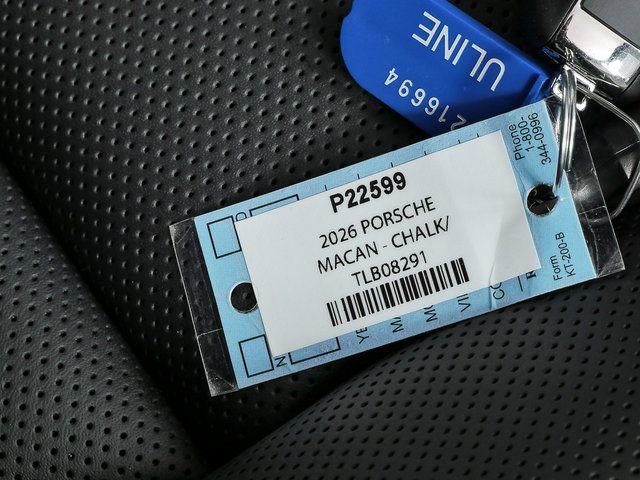 ULINE
216694
Phone
1-800-
344-0996
P22599
2026 PORSCHE
MACAN - CHALK/
TLB08291
Form
KT-200-B